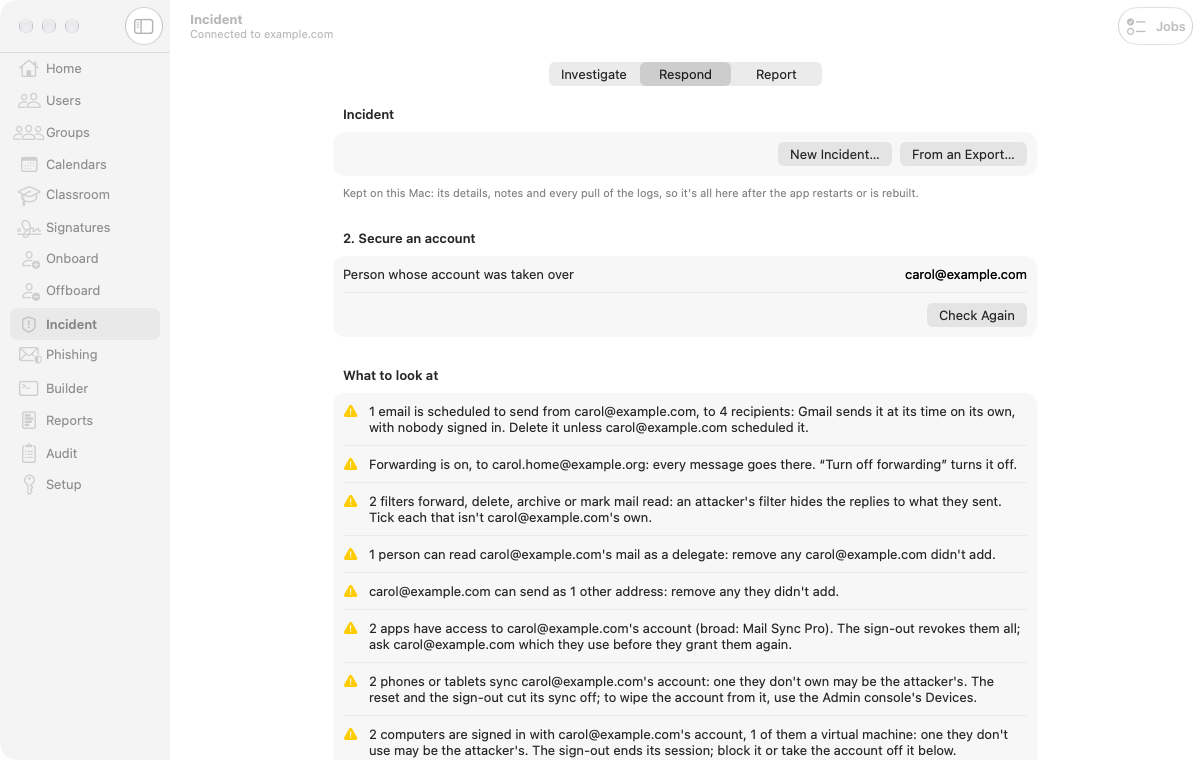 Incident
Connected to example.com
Jobs
Home
Users
Groups
Calendars
Classroom
Signatures
Onboard
Offboard
Incident
Phishing
Builder
Reports
Audit
Setup
Investigate
Respond
Report
Incident
New Incident...
From an Export...
Kept on this Mac: its details, notes and every pull of the logs, so it's all here after the app restarts or is rebuilt.
2. Secure an account
Person whose account was taken over
carol@example.com
Check Again
What to look at
1 email is scheduled to send from carol@example.com, to 4 recipients: Gmail sends it at its time on its own,
with nobody signed in. Delete it unless carol@example.com scheduled it.
Forwarding is on, to carol.home@example.org: every message goes there. “Turn off forwarding” turns it off.
2 filters forward, delete, archive or mark mail read: an attacker's filter hides the replies to what they sent.
Tick each that isn't carol@example.com's own.
1 person can read carol@example.com's mail as a delegate: remove any carol@example.com didn't add.
carol@example.com can send as 1 other address: remove any they didn't add.
2 apps have access to carol@example.com's account (broad: Mail Sync Pro). The sign-out revokes them all;
ask carol@example.com which they use before they grant them again.
2 phones or tablets sync carol@example.com's account: one they don't own may be the attacker's. The
reset and the sign-out cut its sync off; to wipe the account from it, use the Admin console's Devices.
2 computers are signed in with carol@example.com's account, 1 of them a virtual machine: one they don't
use may be the attacker's. The sign-out ends its session; block it or take the account off it below.